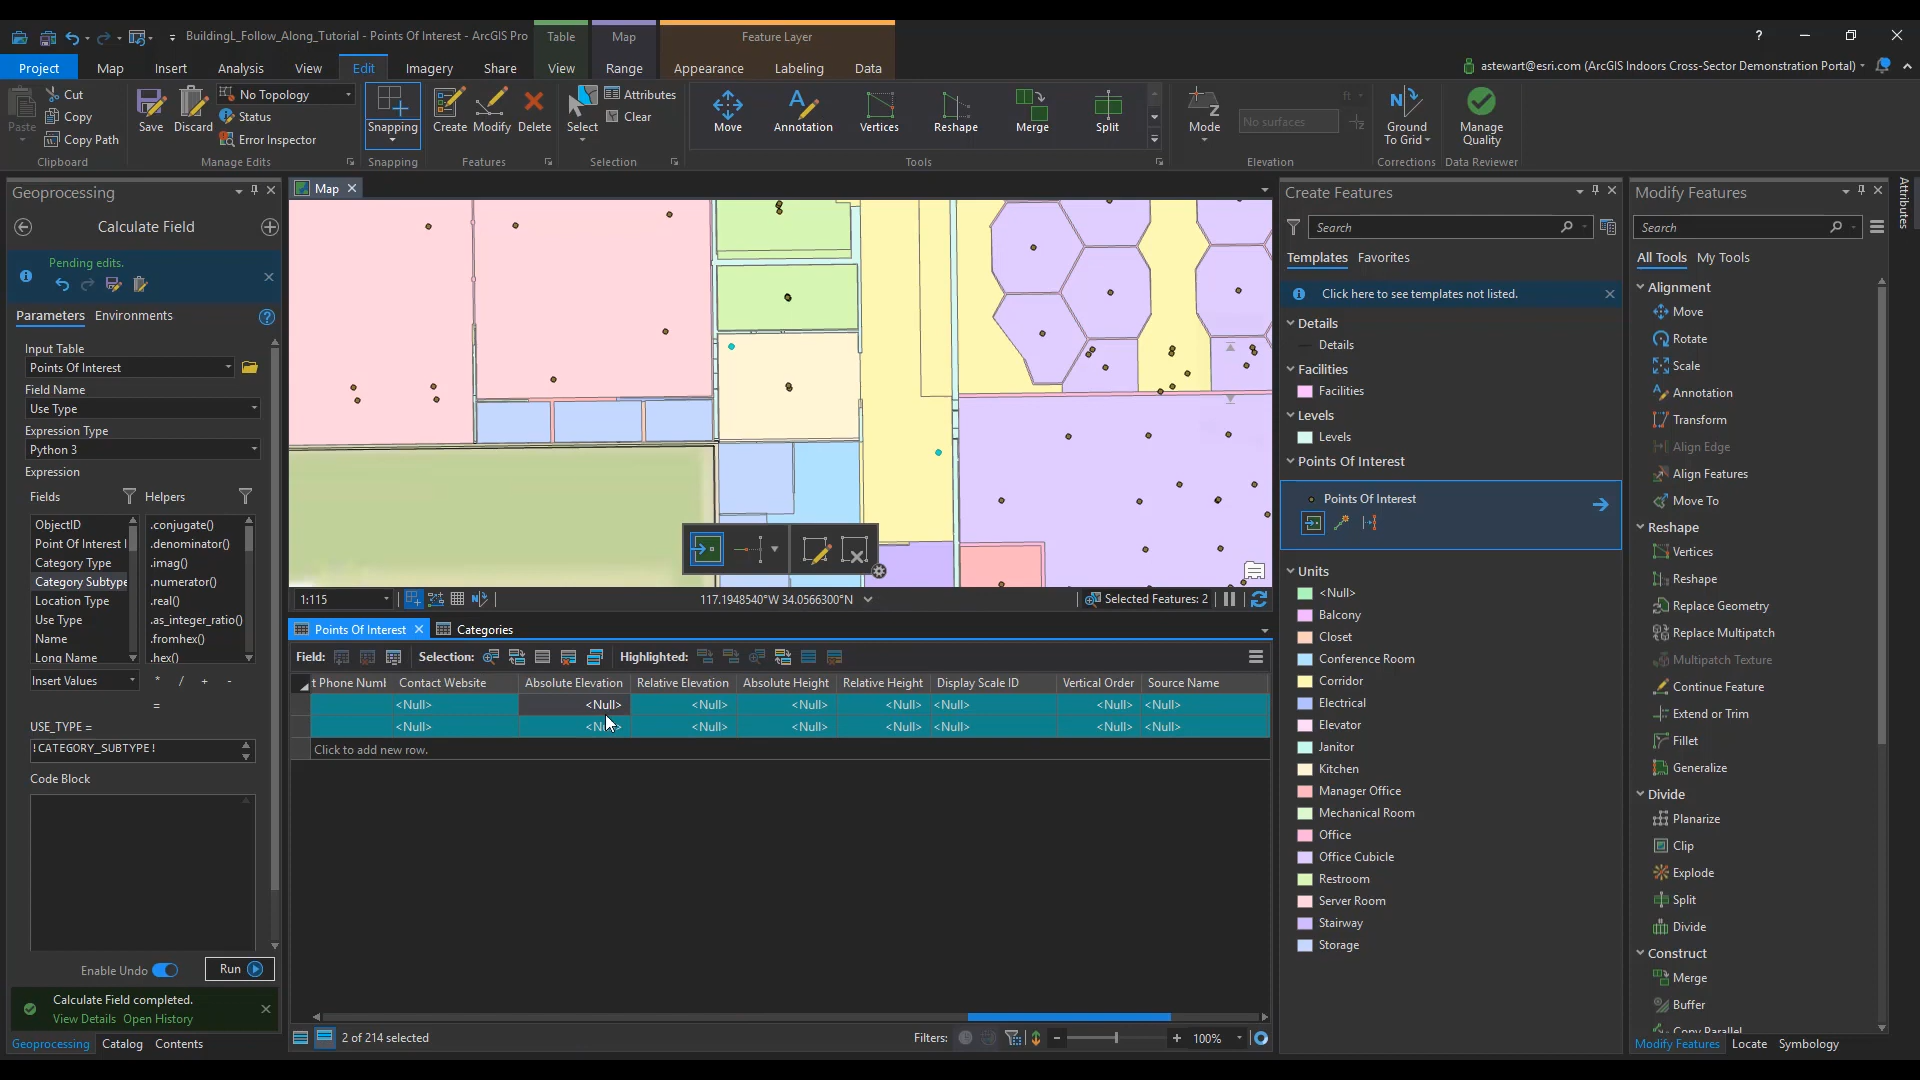 BuildingL_Follow_Along_Tutorial - Points Of Interest - ArcGIS Pro
Table
Map
Feature Layer
?
Project
Map
Insert
Analysis
View
Edit
Imagery
Share
View
Range
Appearance
Labeling
Data
astewart@esri.com (ArcGIS Indoors Cross-Sector Demonstration Portal)
Paste
Cut
Copy
Copy Path
Clipboard
Save
Discard
No Topology
Status
Error Inspector
Manage Edits
Snapping
Snapping
Create
Modify
Delete
Features
Select
Attributes
Clear
Selection
Move
Annotation
Vertices
Reshape
Merge
Split
Tools
Mode
ft
No surfaces
Elevation
Ground
To Grid
Corrections
Manage
Quality
Data Reviewer
Geoprocessing
Calculate Field
Pending edits.
Parameters
Environments
Input Table
Points Of Interest
Field Name
Use Type
Expression Type
Python 3
Expression
Fields
Helpers
ObjectID
Point Of Interest I
Category Type
Category Subtype
Location Type
Use Type
Name
Long Name
.conjugate()
.denominator()
.imag()
.numerator()
.real()
.as_integer_ratio()
.fromhex()
.hex()
Insert Values
* / + -
=
USE_TYPE =
!CATEGORY_SUBTYPE!
Code Block
Enable Undo
Run
Calculate Field completed.
View Details Open History
Geoprocessing
Catalog
Contents
Map
1:115
117.1948540°W 34.0566300°N
Selected Features: 2
Points Of Interest
Categories
Field:
Selection:
Highlighted:
t Phone Numb
Contact Website
Absolute Elevation
Relative Elevation
Absolute Height
Relative Height
Display Scale ID
Vertical Order
Source Name
<Null> <Null> <Null> <Null> <Null> <Null> <Null> <Null>
<Null> <Null> <Null> <Null> <Null> <Null> <Null>
Click to add new row.
2 of 214 selected
Filters:
- + 100%
Create Features
Search
Templates
Favorites
Click here to see templates not listed.
Details
Details
Facilities
Facilities
Levels
Levels
Points Of Interest
Points Of Interest
Units
<Null>
Balcony
Closet
Conference Room
Corridor
Electrical
Elevator
Janitor
Kitchen
Manager Office
Mechanical Room
Office
Office Cubicle
Restroom
Server Room
Stairway
Storage
Modify Features
Search
All Tools
My Tools
Alignment
Move
Rotate
Scale
Annotation
Transform
Align Edge
Align Features
Move To
Reshape
Vertices
Reshape
Replace Geometry
Replace Multipatch
Multipatch Texture
Continue Feature
Extend or Trim
Fillet
Generalize
Divide
Planarize
Clip
Explode
Split
Divide
Construct
Merge
Buffer
Copy Parallel
Modify Features
Locate
Symbology
Attributes